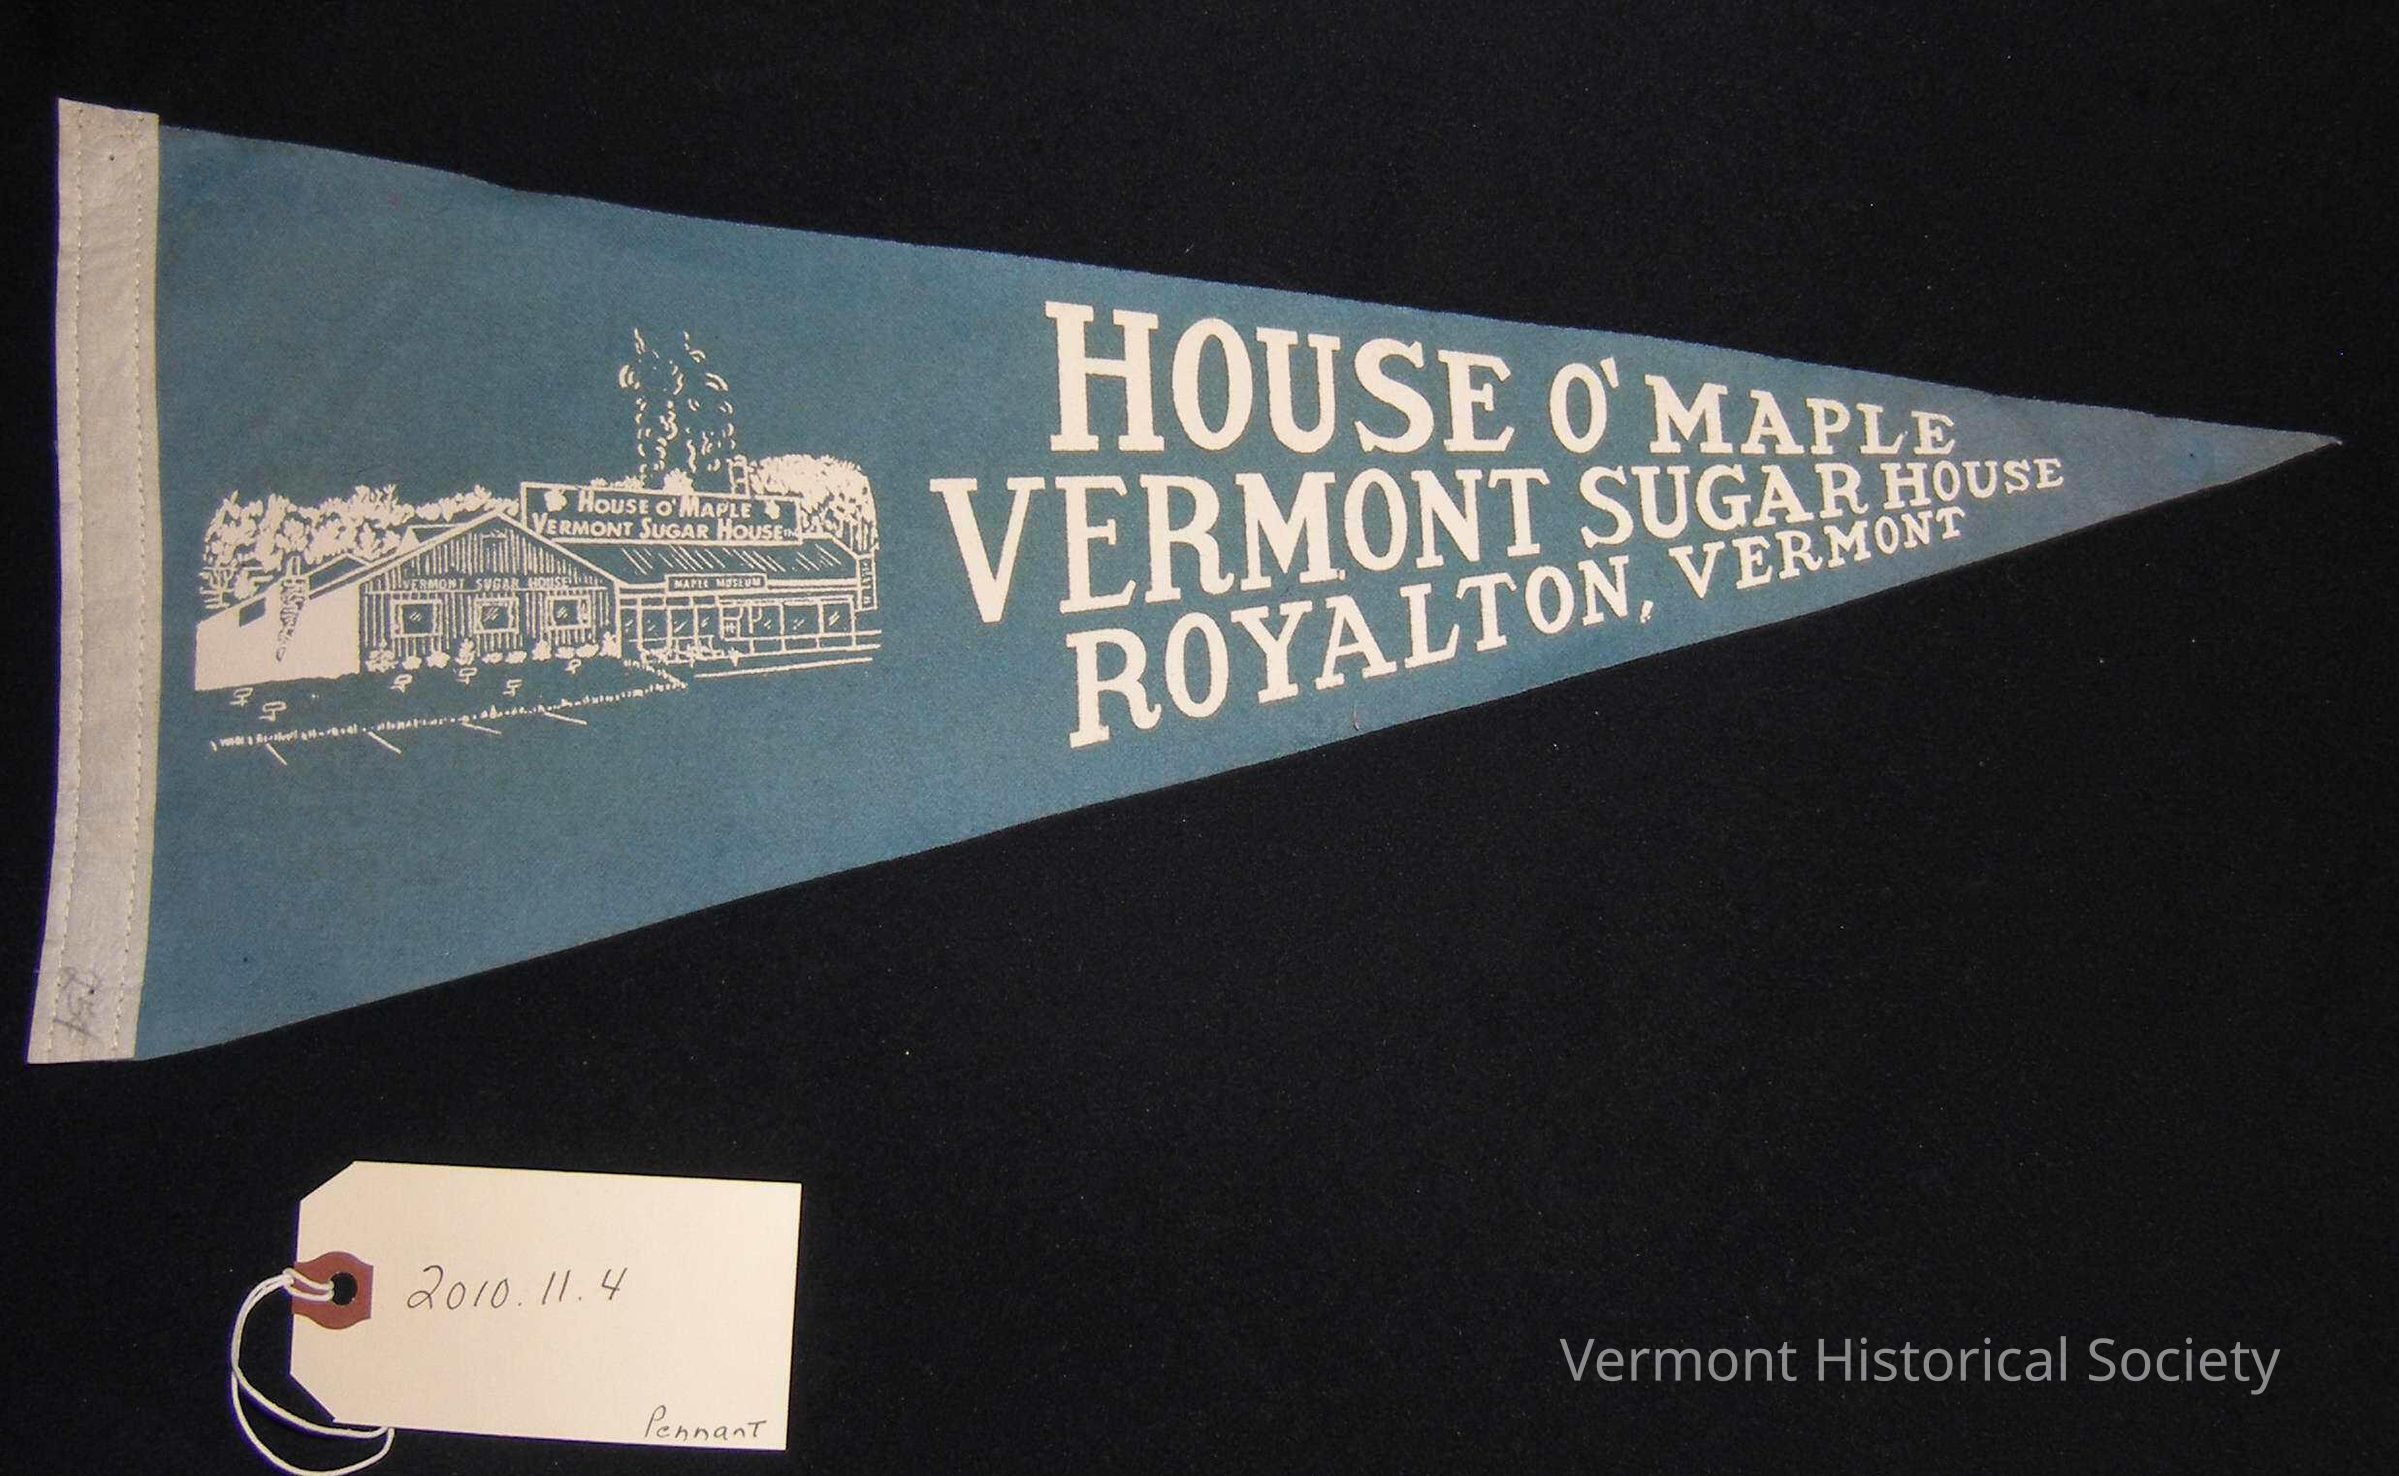 HOUSE O' MAPLE
VERMONT SUGAR HOUSE
ROYALTON, VERMONT
HOUSE O' MAPLE
VERMONT SUGAR HOUSE INC
VERMONT SUGAR HOUSE
MAPLE MUSEUM
2010.11.4
Pennant
Vermont Historical Society